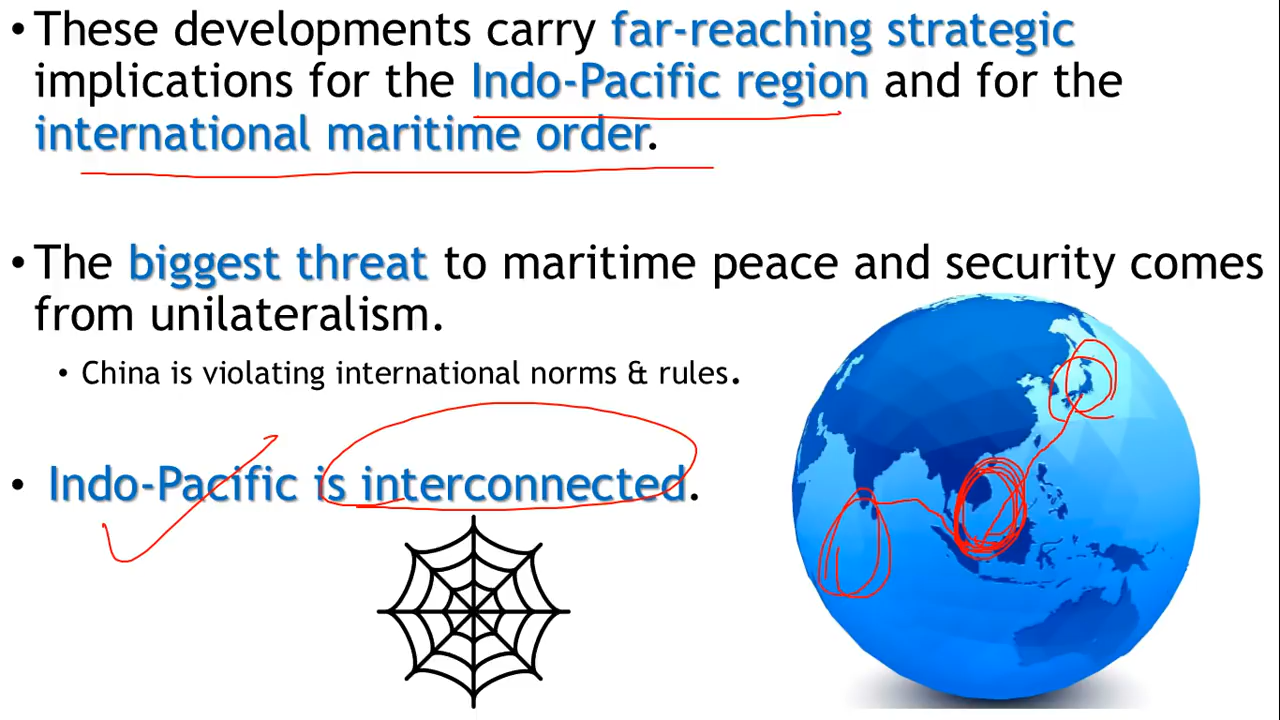 • These developments carry far-reaching strategic
implications for the Indo-Pacific region and for the
international maritime order.
• The biggest threat to maritime peace and security comes
from unilateralism.
• China is violating international norms & rules.
• Indo-Pacific is interconnected.